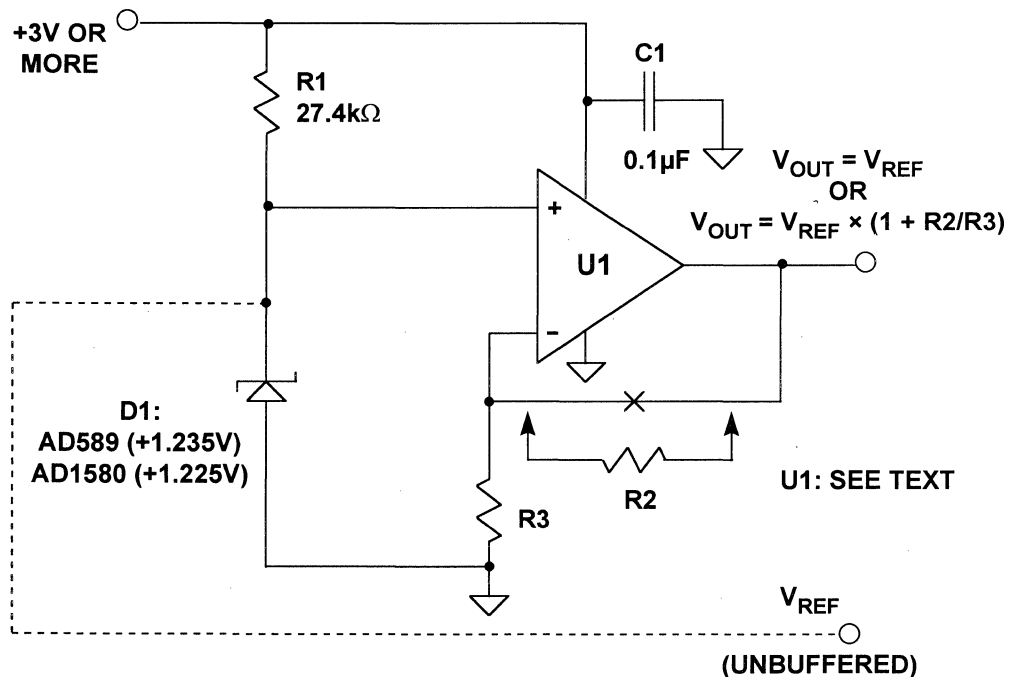 +3V OR
MORE
R1
27.4kΩ
C1
0.1µF
V_OUT = V_REF
OR
V_OUT = V_REF × (1 + R2/R3)
+
U1
−
D1:
AD589 (+1.235V)
AD1580 (+1.225V)
R2
U1: SEE TEXT
R3
V_REF
(UNBUFFERED)